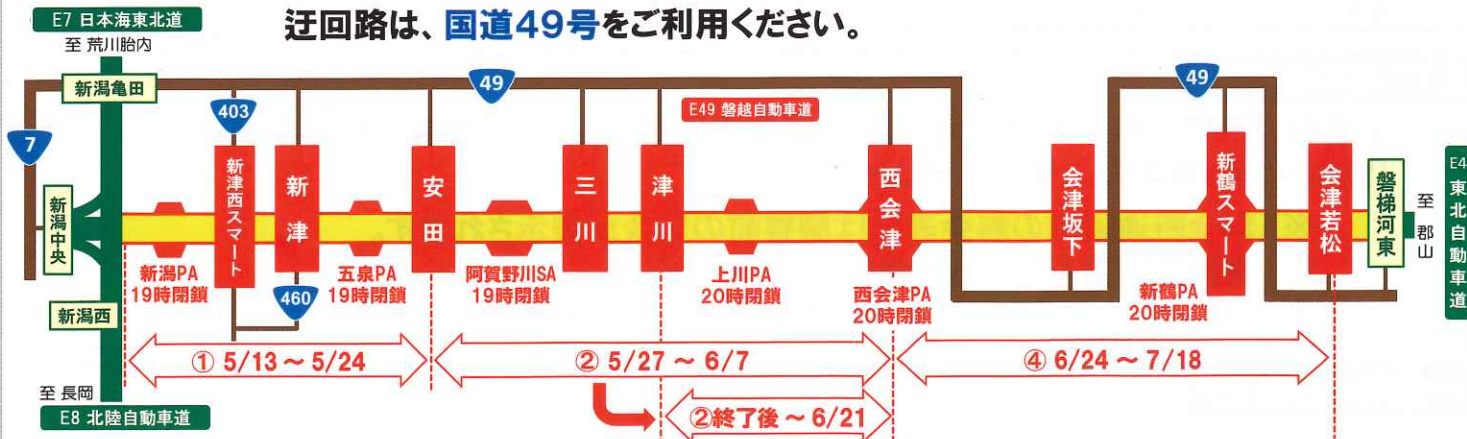 E7 日本海東北道
至 荒川胎内
迂回路は、国道49号をご利用ください。
新潟亀田
49
49
403
E49 磐越自動車道
7
新潟中央
新津西スマート
新津
安田
三川
津川
西会津
会津坂下
新鶴スマート
会津若松
磐梯河東
至 郡山
E4
東北自動車道
新潟PA
19時閉鎖
460
五泉PA
19時閉鎖
阿賀野川SA
19時閉鎖
上川PA
20時閉鎖
西会津PA
20時閉鎖
新鶴PA
20時閉鎖
新潟西
① 5/13 ～ 5/24
② 5/27 ～ 6/7
④ 6/24 ～ 7/18
至 長岡
E8 北陸自動車道
②終了後 ～ 6/21